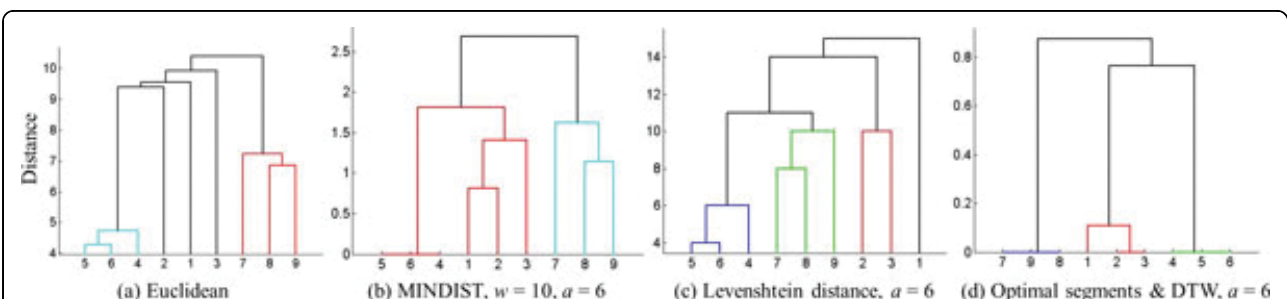 Distance
10
9
8
7
6
5
4
5 6 4 2 1 3 7 8 9
(a) Euclidean
2.5
2
1.5
1
0.5
0
5 6 4 1 2 3 7 8 9
(b) MINDIST, w = 10, a = 6
14
12
10
8
6
4
5 6 4 7 8 9 2 3 1
(c) Levenshtein distance, a = 6
0.8
0.6
0.4
0.2
0
7 9 8 1 2 3 4 5 6
(d) Optimal segments & DTW, a = 6